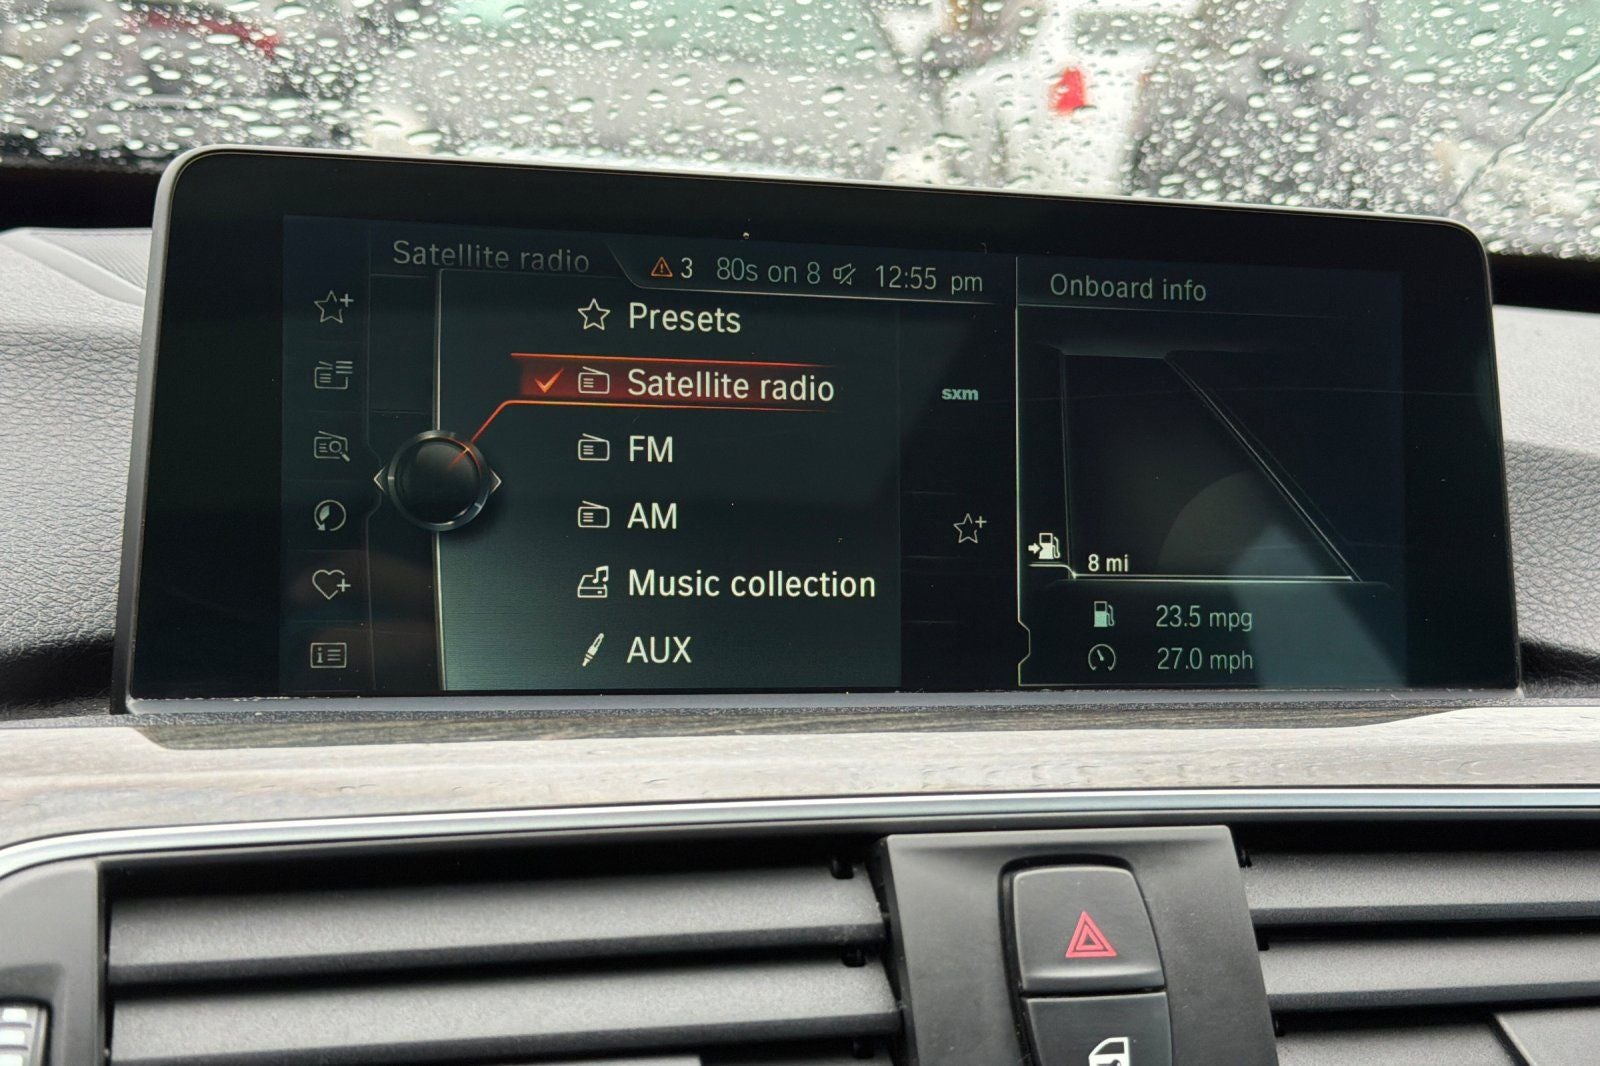 Satellite radio
3 80s on 8 12:55 pm
Onboard info
Presets
Satellite radio
sxm
FM
AM
Music collection
AUX
8 mi
23.5 mpg
27.0 mph